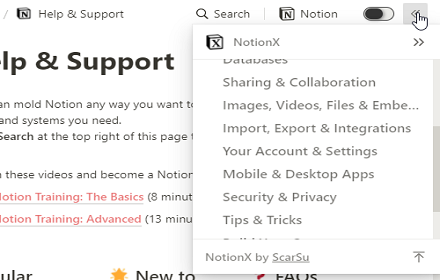 / Help & Support Search Notion
NotionX
elp & Support
Databases
Sharing & Collaboration
an mold Notion any way you want to
Images, Videos, Files & Embe...
and systems you need.
Import, Export & Integrations
Search at the top right of this page t
Your Account & Settings
n these videos and become a Notion
Mobile & Desktop Apps
Notion Training: The Basics (8 minut
Security & Privacy
Notion Training: Advanced (13 minut
Tips & Tricks
NotionX by ScarSu
ular New to FAQs